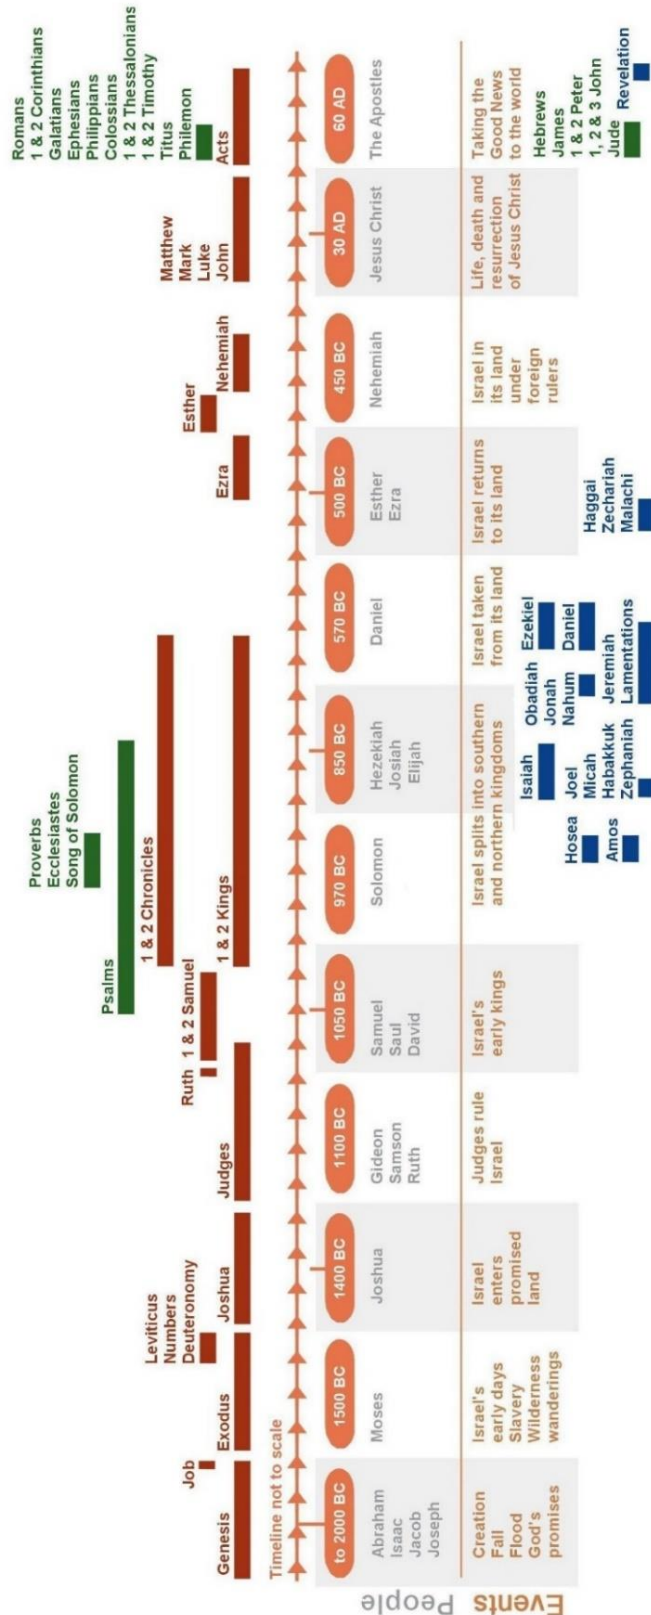 Proverbs
Ecclesiastes
Song of Solomon
Psalms
1 & 2 Chronicles
Romans
1 & 2 Corinthians
Galatians
Ephesians
Philippians
Colossians
1 & 2 Thessalonians
1 & 2 Timothy
Titus
Philemon
Leviticus
Numbers
Deuteronomy
Matthew
Mark
Luke
John
Job
Ruth
1 & 2 Samuel
Esther
Genesis
Exodus
Joshua
Judges
1 & 2 Kings
Ezra
Nehemiah
Acts
Timeline not to scale
to 2000 BC
1500 BC
1400 BC
1100 BC
1050 BC
970 BC
850 BC
570 BC
500 BC
450 BC
30 AD
60 AD
People
Abraham
Isaac
Jacob
Joseph
Moses
Joshua
Gideon
Samson
Ruth
Samuel
Saul
David
Solomon
Hezekiah
Josiah
Elijah
Daniel
Esther
Ezra
Nehemiah
Jesus Christ
The Apostles
Events
Creation
Fall
Flood
God's
promises
Israel's
early days
Slavery
Wilderness
wanderings
Israel
enters
promised
land
Judges rule
Israel
Israel's
early kings
Israel splits into southern
and northern kingdoms
Israel taken
from its land
Israel returns
to its land
Israel in
its land
under
foreign
rulers
Life, death and
resurrection
of Jesus Christ
Taking the
Good News
to the world
Hosea
Amos
Isaiah
Joel
Micah
Habakkuk
Zephaniah
Obadiah
Jonah
Nahum
Jeremiah
Lamentations
Ezekiel
Daniel
Haggai
Zechariah
Malachi
Hebrews
James
1 & 2 Peter
1, 2 & 3 John
Jude
Revelation